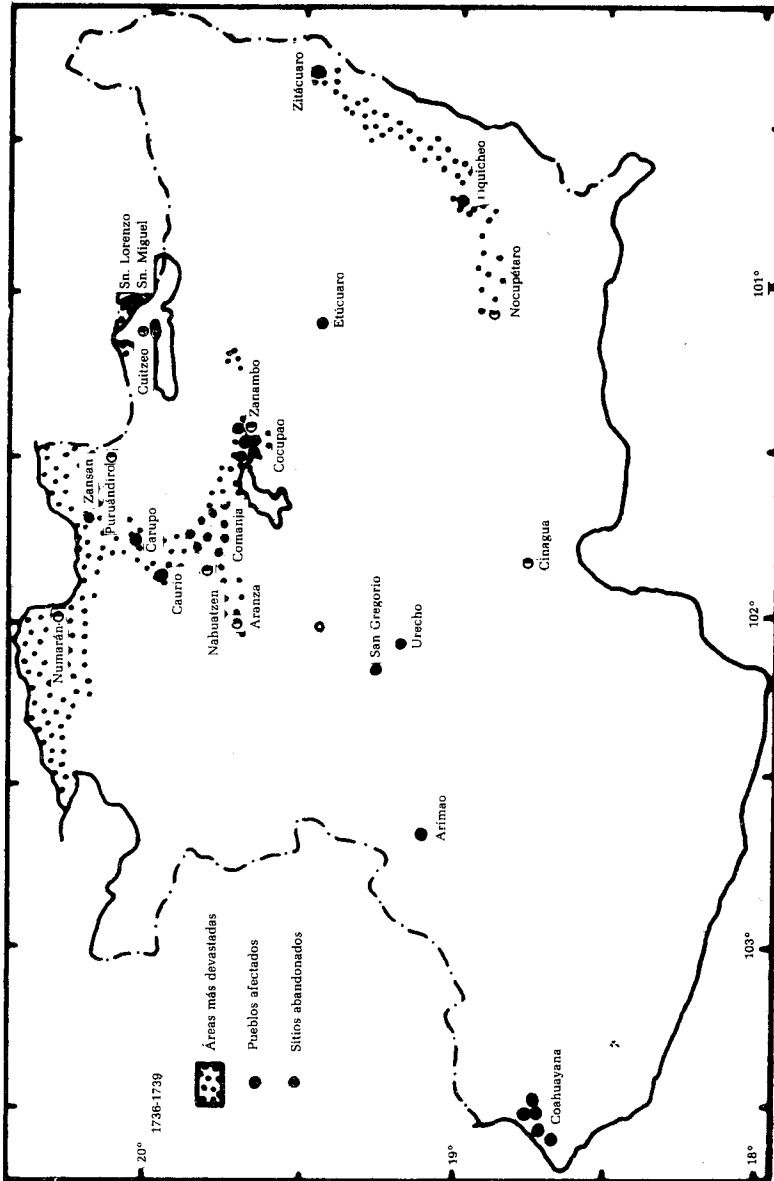 1736-1739
Áreas más devastadas
Pueblos afectados
Sitios abandonados
20°
19°
18°
103°
102°
101°
Numarán
Zansan
Puruándiro
Carupo
Caurio
Nahuatzen
Aranza
Comanja
Cocupao
Zanambo
Cuitzeo
Sn. Lorenzo
Sn. Miguel
Zitácuaro
Etúcuaro
Nocupétaro
San Gregorio
Urecho
Cinagua
Arimao
Coahuayana